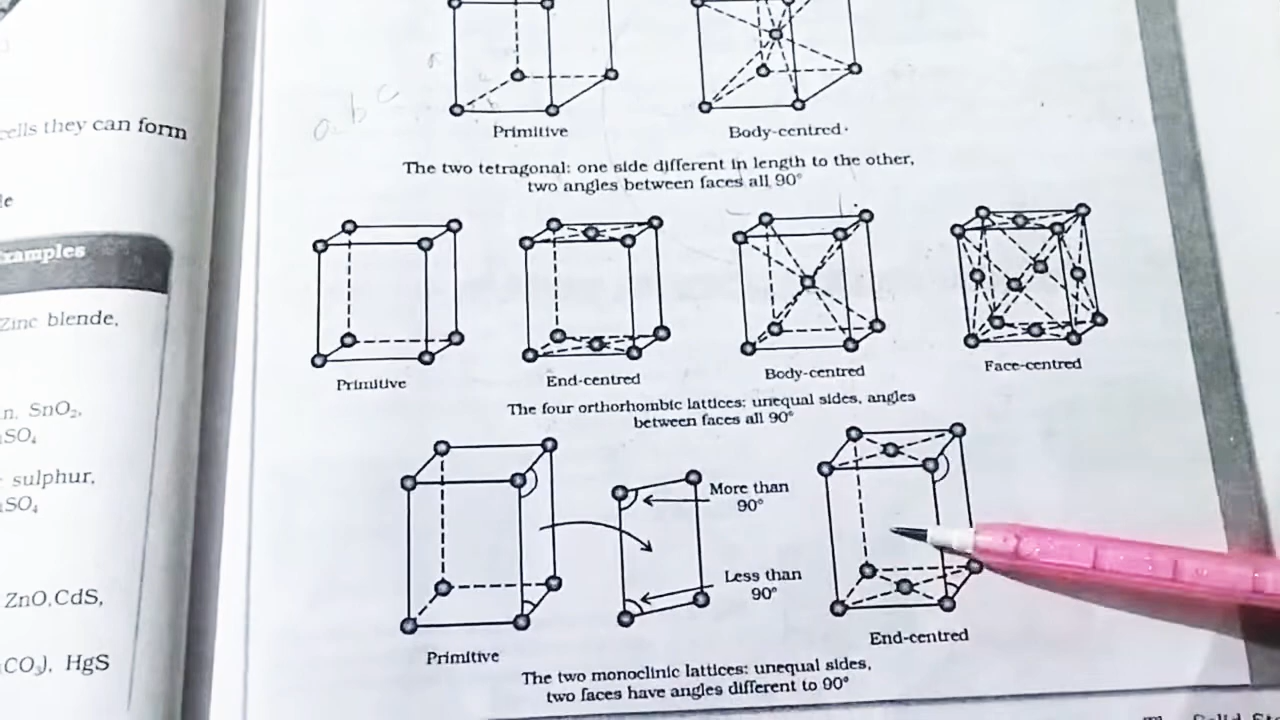 cells they can form
le
Examples
Zinc blende,
n. SnO₂,
SO₄
sulphur,
SO₄
ZnO,CdS,
CO₃), HgS
a b c
Primitive
Body-centred
The two tetragonal: one side different in length to the other,
two angles between faces all 90°
Primitive
End-centred
Body-centred
Face-centred
The four orthorhombic lattices: unequal sides, angles
between faces all 90°
More than
90°
Less than
90°
Primitive
End-centred
The two monoclinic lattices: unequal sides,
two faces have angles different to 90°